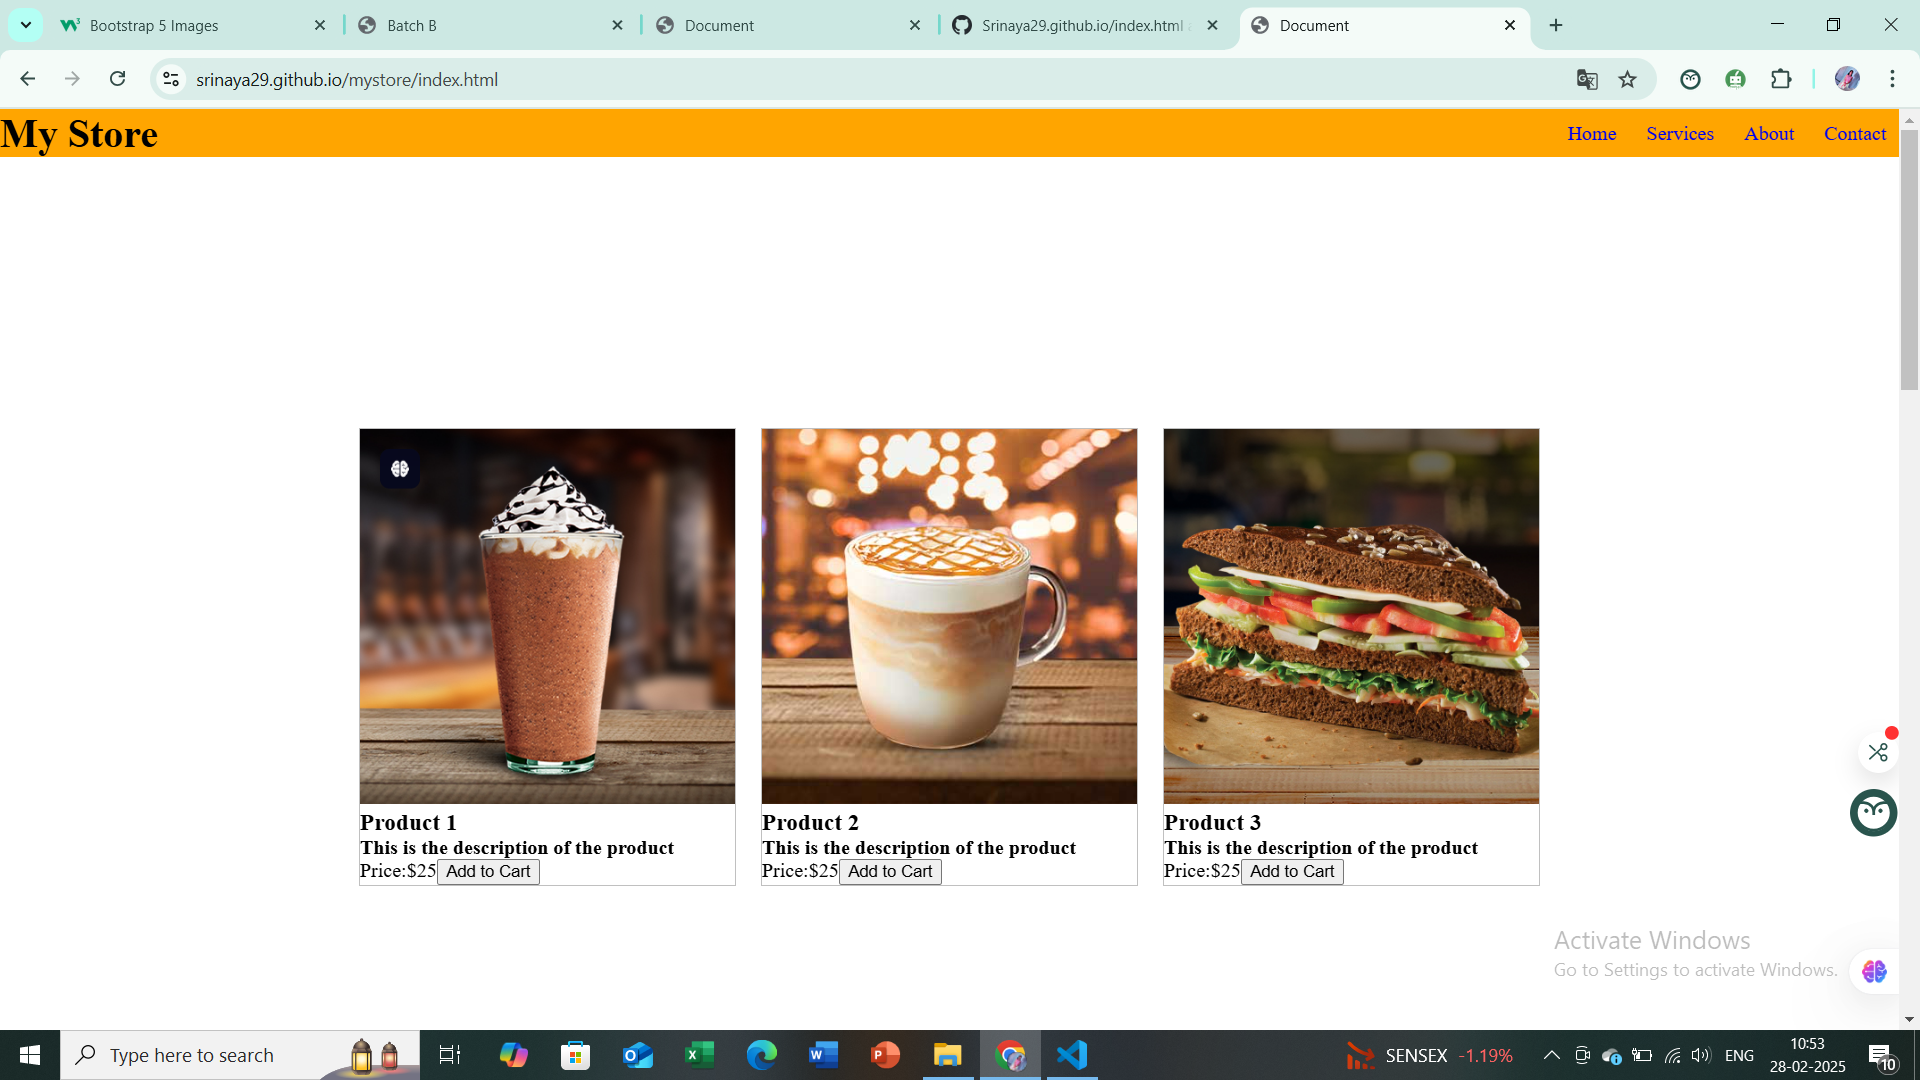 Bootstrap 5 Images
Batch B
Document
Srinaya29.github.io/index.html
Document
srinaya29.github.io/mystore/index.html
My Store
Home
Services
About
Contact
Product 1
This is the description of the product
Price:$25 Add to Cart
Product 2
This is the description of the product
Price:$25 Add to Cart
Product 3
This is the description of the product
Price:$25 Add to Cart
Activate Windows
Go to Settings to activate Windows.
Type here to search
SENSEX -1.19%
ENG
10:53
28-02-2025
10